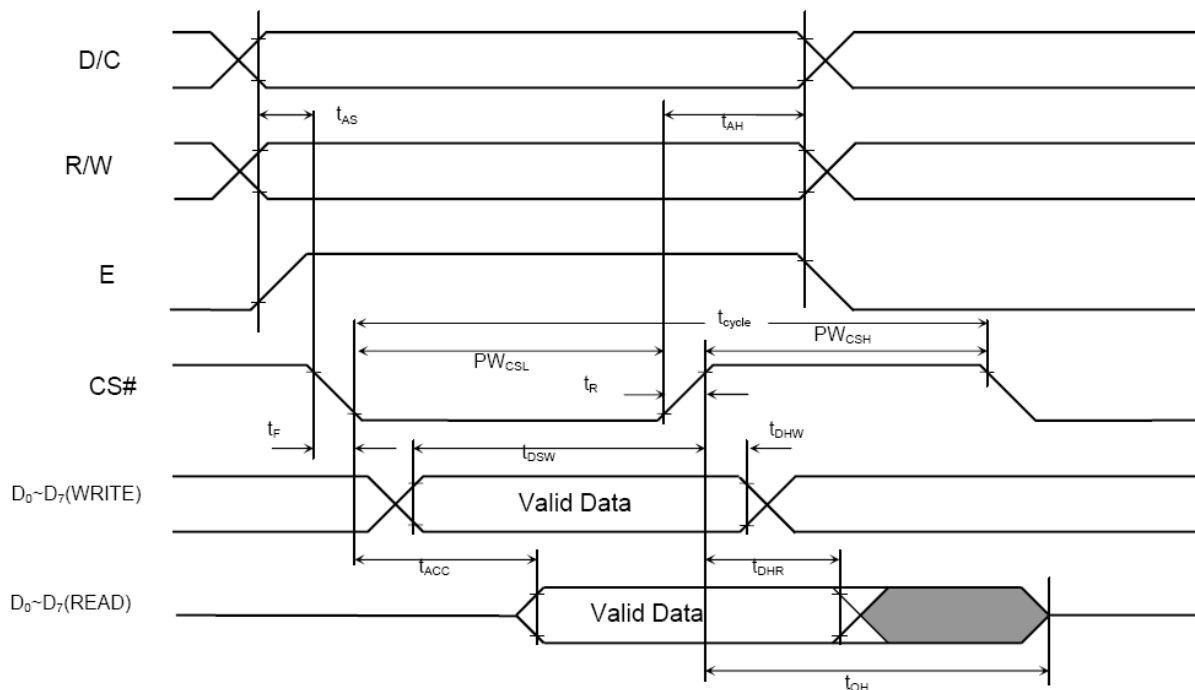 D/C
tAS
tAH
R/W
E
tcycle
PWCSL
PWCSH
CS#
tR
tF
tDSW
tDHW
D0~D7(WRITE)
Valid Data
tACC
tDHR
D0~D7(READ)
Valid Data
tOH